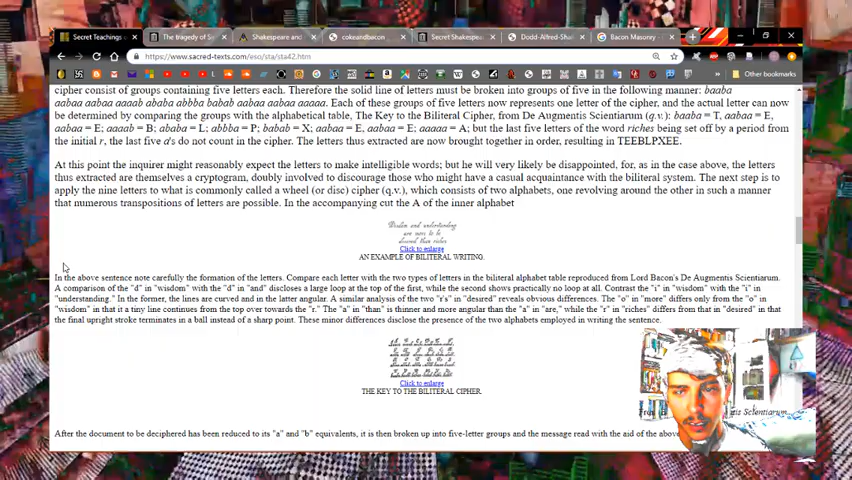 Secret Teachings
The tragedy of S
Shakespeare and
cokeandbacon
Secret Shakespea
Dodd-Alfred-Sha
Bacon Masonry -
https://www.sacred-texts.com/eso/sta/sta42.htm
Other bookmarks
cipher consist of groups containing five letters each. Therefore the solid line of letters must be broken into groups of five in the following manner: baaba
aabaa aabaa aaaab ababa abbba babab aabaa aabaa aaaaa. Each of these groups of five letters now represents one letter of the cipher, and the actual letter can now
be determined by comparing the groups with the alphabetical table, The Key to the Biliteral Cipher, from De Augmentis Scientiarum (q.v.): baaba = T, aabaa = E,
aabaa = E; aaaab = B; ababa = L; abbba = P; babab = X; aabaa = E, aabaa = E; aaaaa = A; but the last five letters of the word riches being set off by a period from
the initial r, the last five a's do not count in the cipher. The letters thus extracted are now brought together in order, resulting in TEEBLPXEE.
At this point the inquirer might reasonably expect the letters to make intelligible words; but he will very likely be disappointed, for, as in the case above, the letters
thus extracted are themselves a cryptogram, doubly involved to discourage those who might have a casual acquaintance with the biliteral system. The next step is to
apply the nine letters to what is commonly called a wheel (or disc) cipher (q.v.), which consists of two alphabets, one revolving around the other in such a manner
that numerous transpositions of letters are possible. In the accompanying cut the A of the inner alphabet
Wisdom and understanding
are more to be
desired than riches
Click to enlarge
AN EXAMPLE OF BILITERAL WRITING.
In the above sentence note carefully the formation of the letters. Compare each letter with the two types of letters in the biliteral alphabet table reproduced from Lord Bacon's De Augmentis Scientiarum.
A comparison of the "d" in "wisdom" with the "d" in "and" discloses a large loop at the top of the first, while the second shows practically no loop at all. Contrast the "i" in "wisdom" with the "i" in
"understanding." In the former, the lines are curved and in the latter angular. A similar analysis of the two "r's" in "desired" reveals obvious differences. The "o" in "more" differs only from the "o" in
"wisdom" in that it a tiny line continues from the top over towards the "r." The "a" in "than" is thinner and more angular than the "a" in "are," while the "r" in "riches" differs from that in "desired" in that
the final upright stroke terminates in a ball instead of a sharp point. These minor differences disclose the presence of the two alphabets employed in writing the sentence.
Click to enlarge
THE KEY TO THE BILITERAL CIPHER.
tis Scientiarum.
After the document to be deciphered has been reduced to its "a" and "b" equivalents, it is then broken up into five-letter groups and the message read with the aid of the above